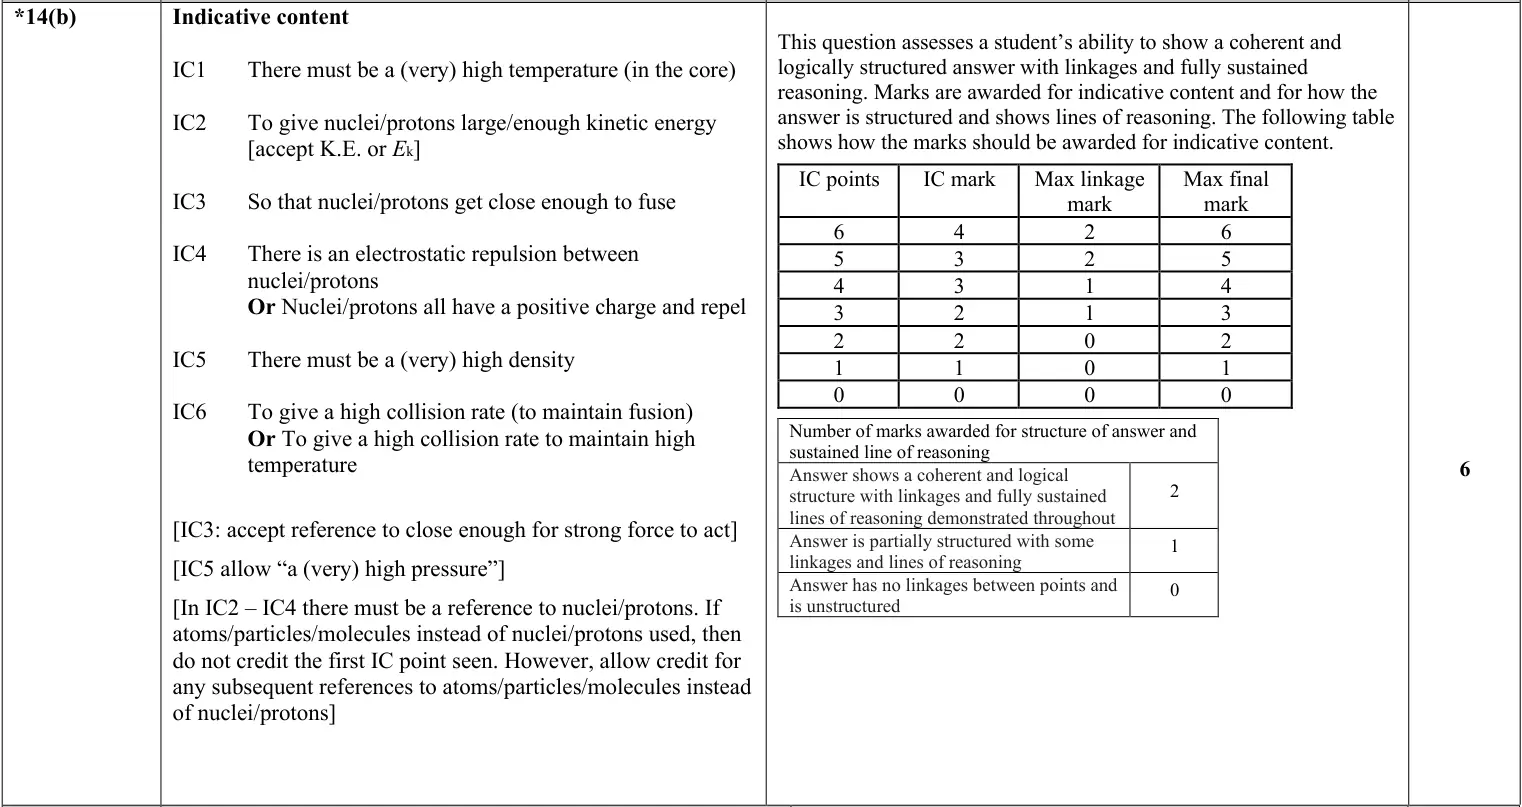 *14(b)
Indicative content
IC1 There must be a (very) high temperature (in the core)
IC2 To give nuclei/protons large/enough kinetic energy
[accept K.E. or Ek]
IC3 So that nuclei/protons get close enough to fuse
IC4 There is an electrostatic repulsion between
nuclei/protons
Or Nuclei/protons all have a positive charge and repel
IC5 There must be a (very) high density
IC6 To give a high collision rate (to maintain fusion)
Or To give a high collision rate to maintain high
temperature
[IC3: accept reference to close enough for strong force to act]
[IC5 allow “a (very) high pressure”]
[In IC2 – IC4 there must be a reference to nuclei/protons. If
atoms/particles/molecules instead of nuclei/protons used, then
do not credit the first IC point seen. However, allow credit for
any subsequent references to atoms/particles/molecules instead
of nuclei/protons]
This question assesses a student’s ability to show a coherent and
logically structured answer with linkages and fully sustained
reasoning. Marks are awarded for indicative content and for how the
answer is structured and shows lines of reasoning. The following table
shows how the marks should be awarded for indicative content.
IC points IC mark Max linkage Max final
mark mark
6 4 2 6
5 3 2 5
4 3 1 4
3 2 1 3
2 2 0 2
1 1 0 1
0 0 0 0
Number of marks awarded for structure of answer and
sustained line of reasoning
Answer shows a coherent and logical
structure with linkages and fully sustained 2
lines of reasoning demonstrated throughout
Answer is partially structured with some 1
linkages and lines of reasoning
Answer has no linkages between points and 0
is unstructured
6